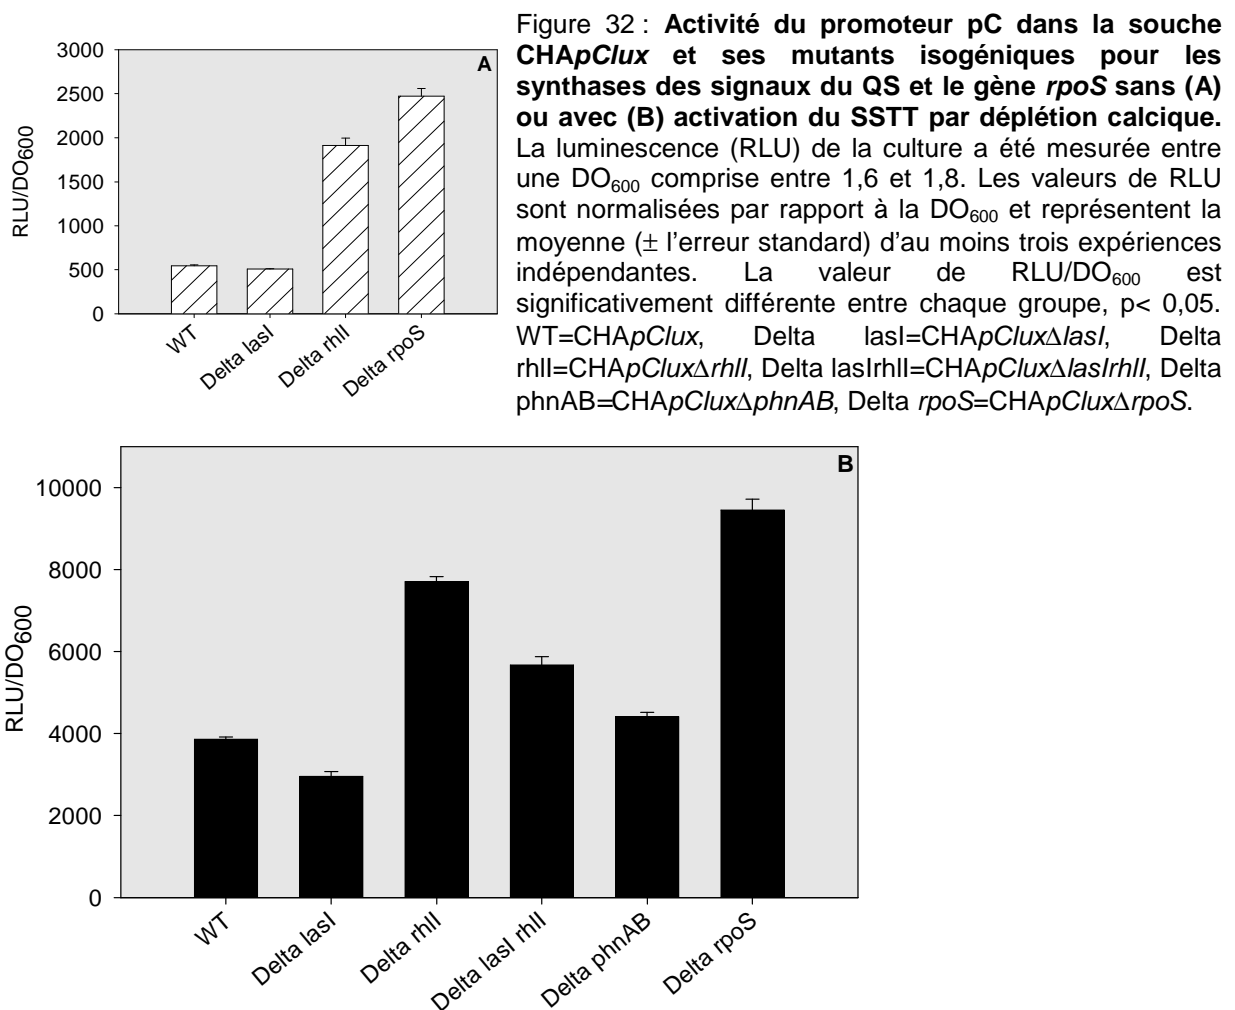 3000
2500
2000
1500
1000
500
0
RLU/DO600
A
WT
Delta lasI
Delta rhlI
Delta rpoS
Figure 32 : Activité du promoteur pC dans la souche
CHApClux et ses mutants isogéniques pour les
synthases des signaux du QS et le gène rpoS sans (A)
ou avec (B) activation du SSTT par déplétion calcique.
La luminescence (RLU) de la culture a été mesurée entre
une DO600 comprise entre 1,6 et 1,8. Les valeurs de RLU
sont normalisées par rapport à la DO600 et représentent la
moyenne (± l'erreur standard) d'au moins trois expériences
indépendantes. La valeur de RLU/DO600 est
significativement différente entre chaque groupe, p< 0,05.
WT=CHApClux, Delta lasI=CHApCluxΔlasI, Delta
rhlI=CHApCluxΔrhlI, Delta lasIrhlI=CHApCluxΔlasIrhlI, Delta
phnAB=CHApCluxΔphnAB, Delta rpoS=CHApCluxΔrpoS.
B
10000
8000
6000
4000
2000
0
RLU/DO600
WT
Delta lasI
Delta rhlI
Delta lasI rhlI
Delta phnAB
Delta rpoS